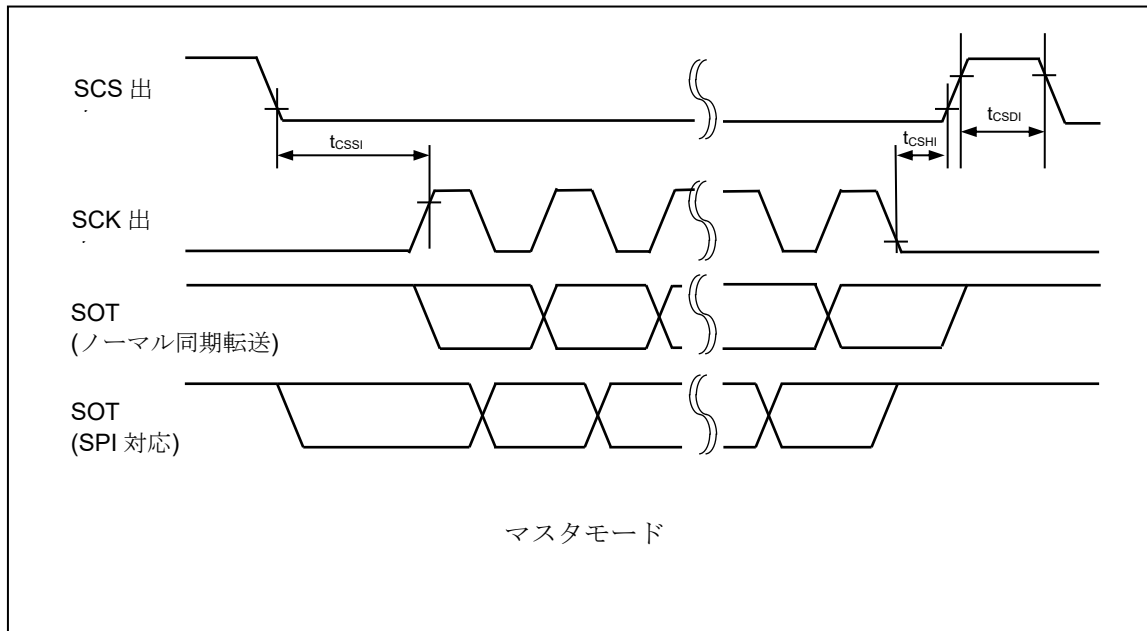 SCS 出
tCSSI
tCSHI
tCSDI
SCK 出
SOT
(ノーマル同期転送)
SOT
(SPI 対応)
マスタモード